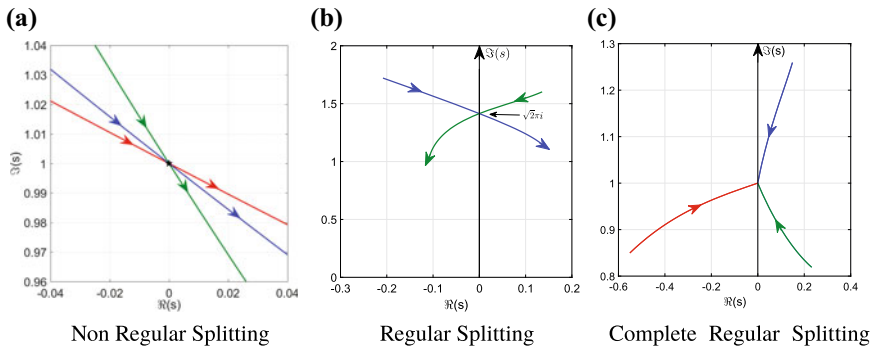 (a)
1.04
1.03
1.02
1.01
1
0.99
0.98
0.97
0.96
ℑ(s)
-0.04
-0.02
0
0.02
0.04
ℜ(s)
Non Regular Splitting
(b)
2
1.5
1
0.5
0
ℑ(s)
√2πi
-0.3
-0.2
-0.1
0
0.1
0.2
ℜ(s)
Regular Splitting
(c)
1.3
1.2
1.1
1
0.9
0.8
ℑ(s)
-0.6
-0.4
-0.2
0
0.2
0.4
ℜ(s)
Complete Regular Splitting